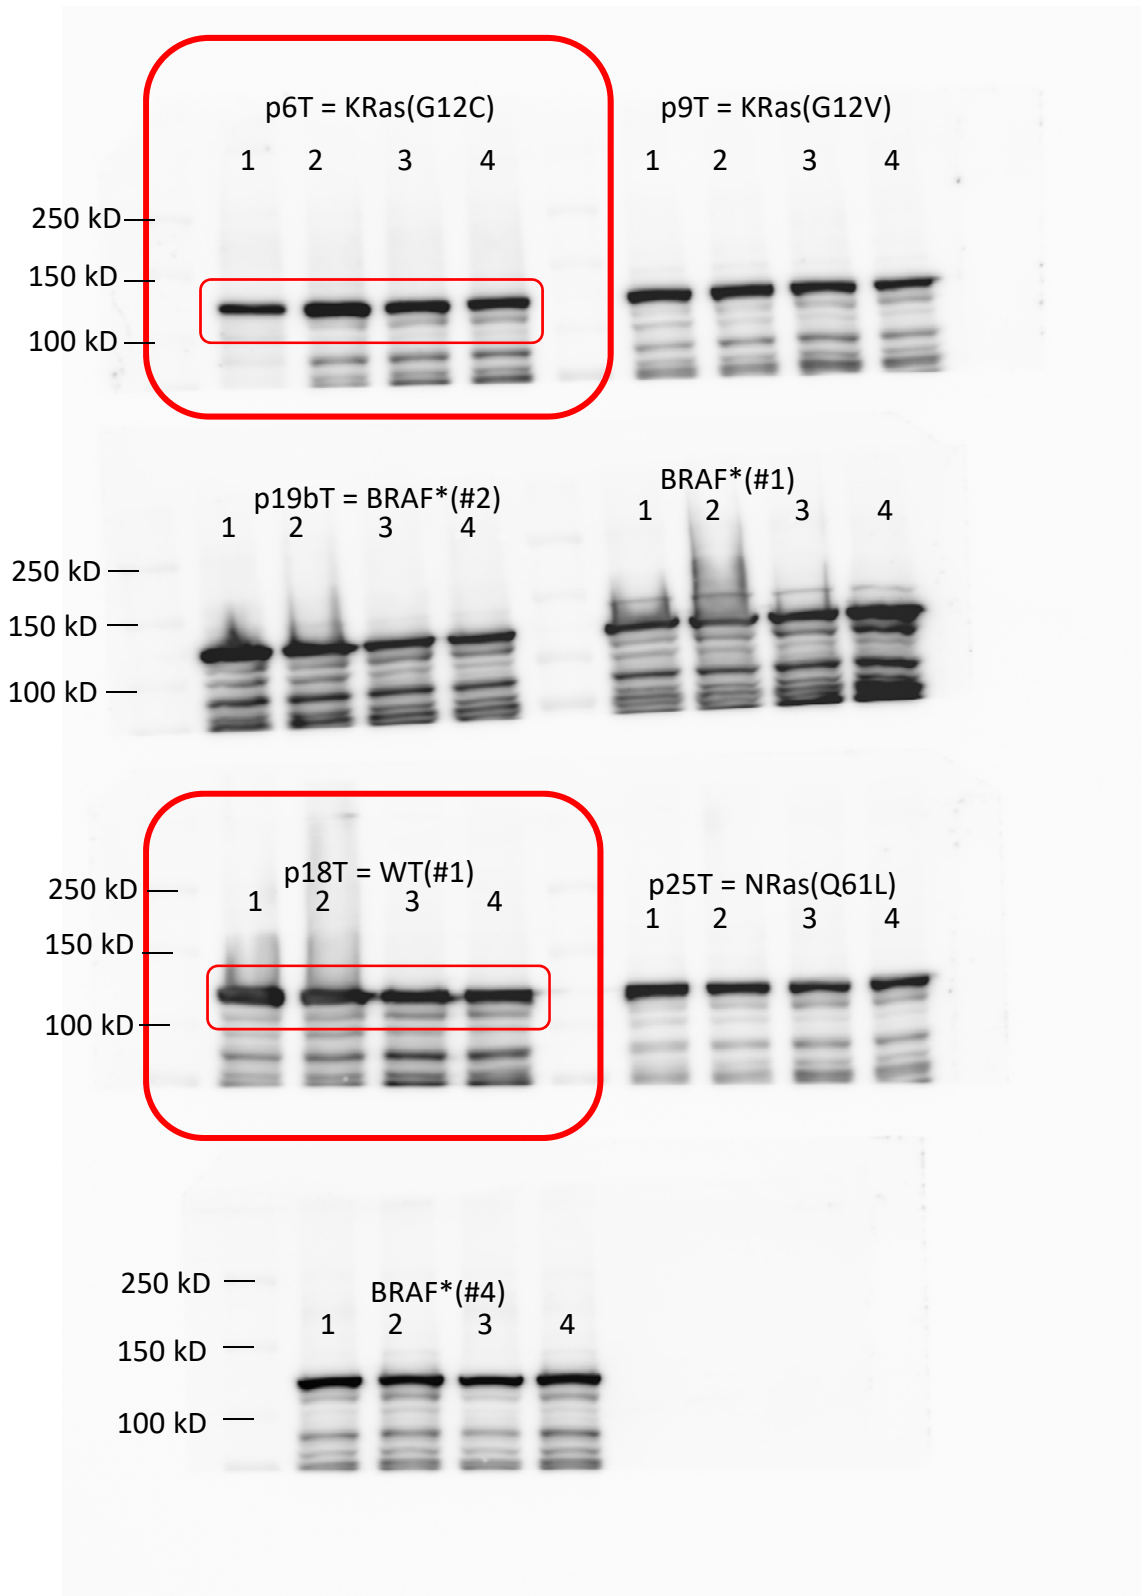 p6T = KRas(G12C)
1 2 3 4
250 kD
150 kD
100 kD
p9T = KRas(G12V)
1 2 3 4
p19bT = BRAF*(#2)
1 2 3 4
250 kD
150 kD
100 kD
BRAF*(#1)
1 2 3 4
p18T = WT(#1)
1 2 3 4
250 kD
150 kD
100 kD
p25T = NRas(Q61L)
1 2 3 4
BRAF*(#4)
1 2 3 4
250 kD
150 kD
100 kD